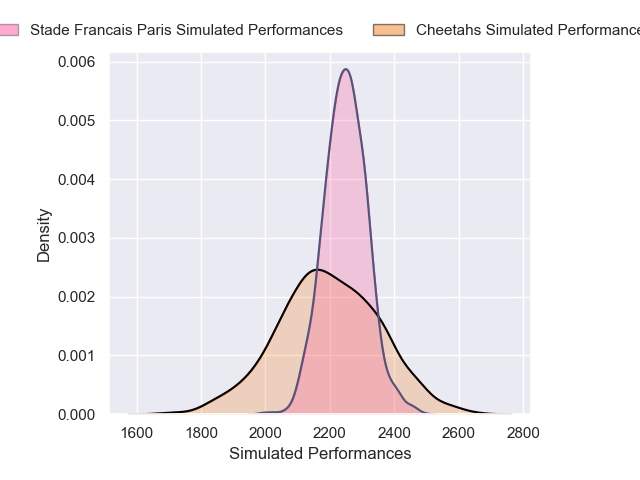 Stade Francais Paris Simulated Performances
Cheetahs Simulated Performance
0.006
0.005
0.004
0.003
0.002
0.001
0.000
Density
1600 1800 2000 2200 2400 2600 2800
Simulated Performances